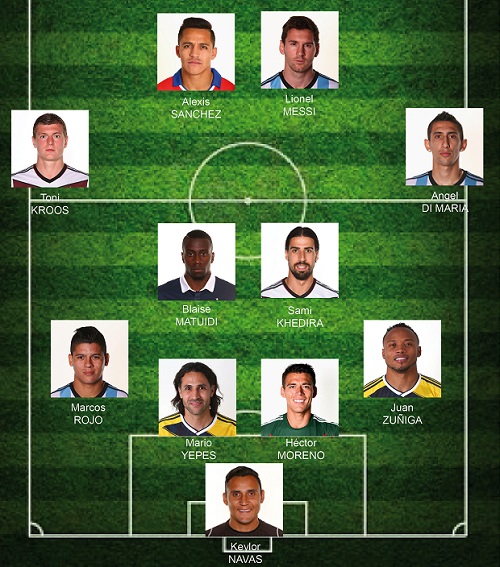 Alexis
SANCHEZ
Lionel
MESSI
Toni
KROOS
Angel
DI MARIA
Blaise
MATUIDI
Sami
KHEDIRA
Marcos
ROJO
Juan
ZUÑIGA
Mario
YEPES
Héctor
MORENO
Keylor
NAVAS